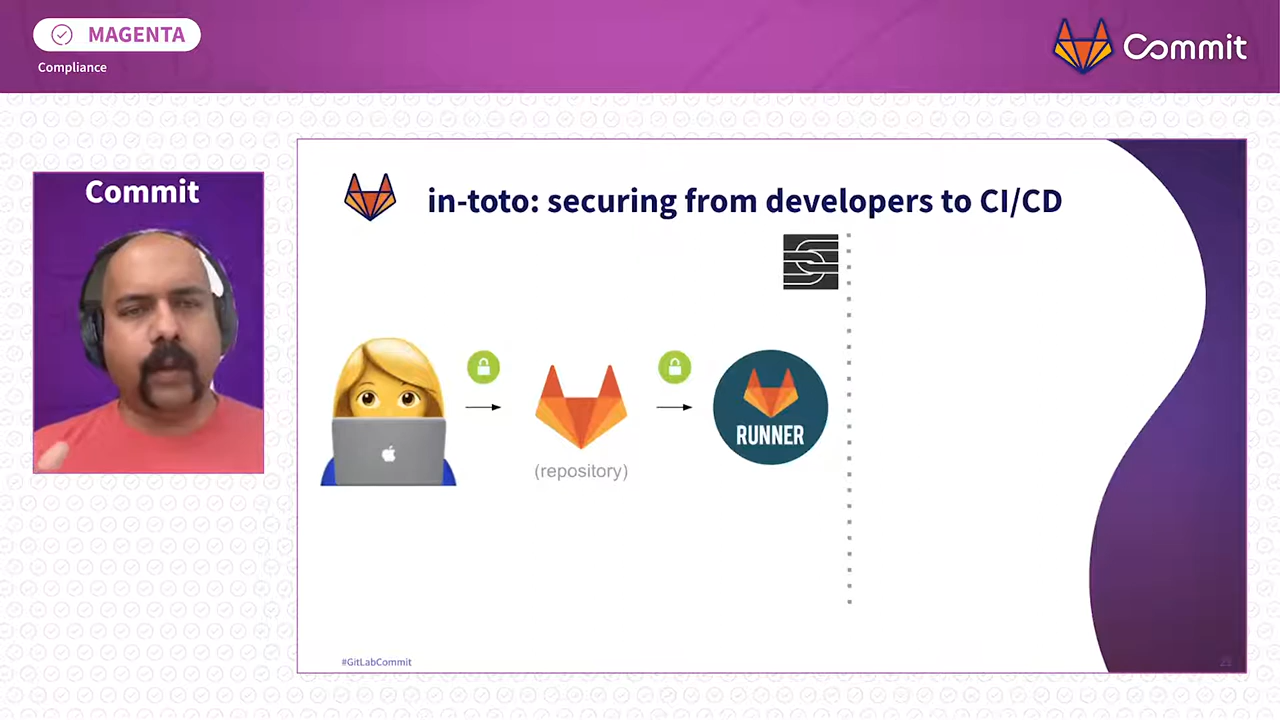 MAGENTA
Compliance
Commit
Commit
in-toto: securing from developers to CI/CD
RUNNER
(repository)
#GitLabCommit